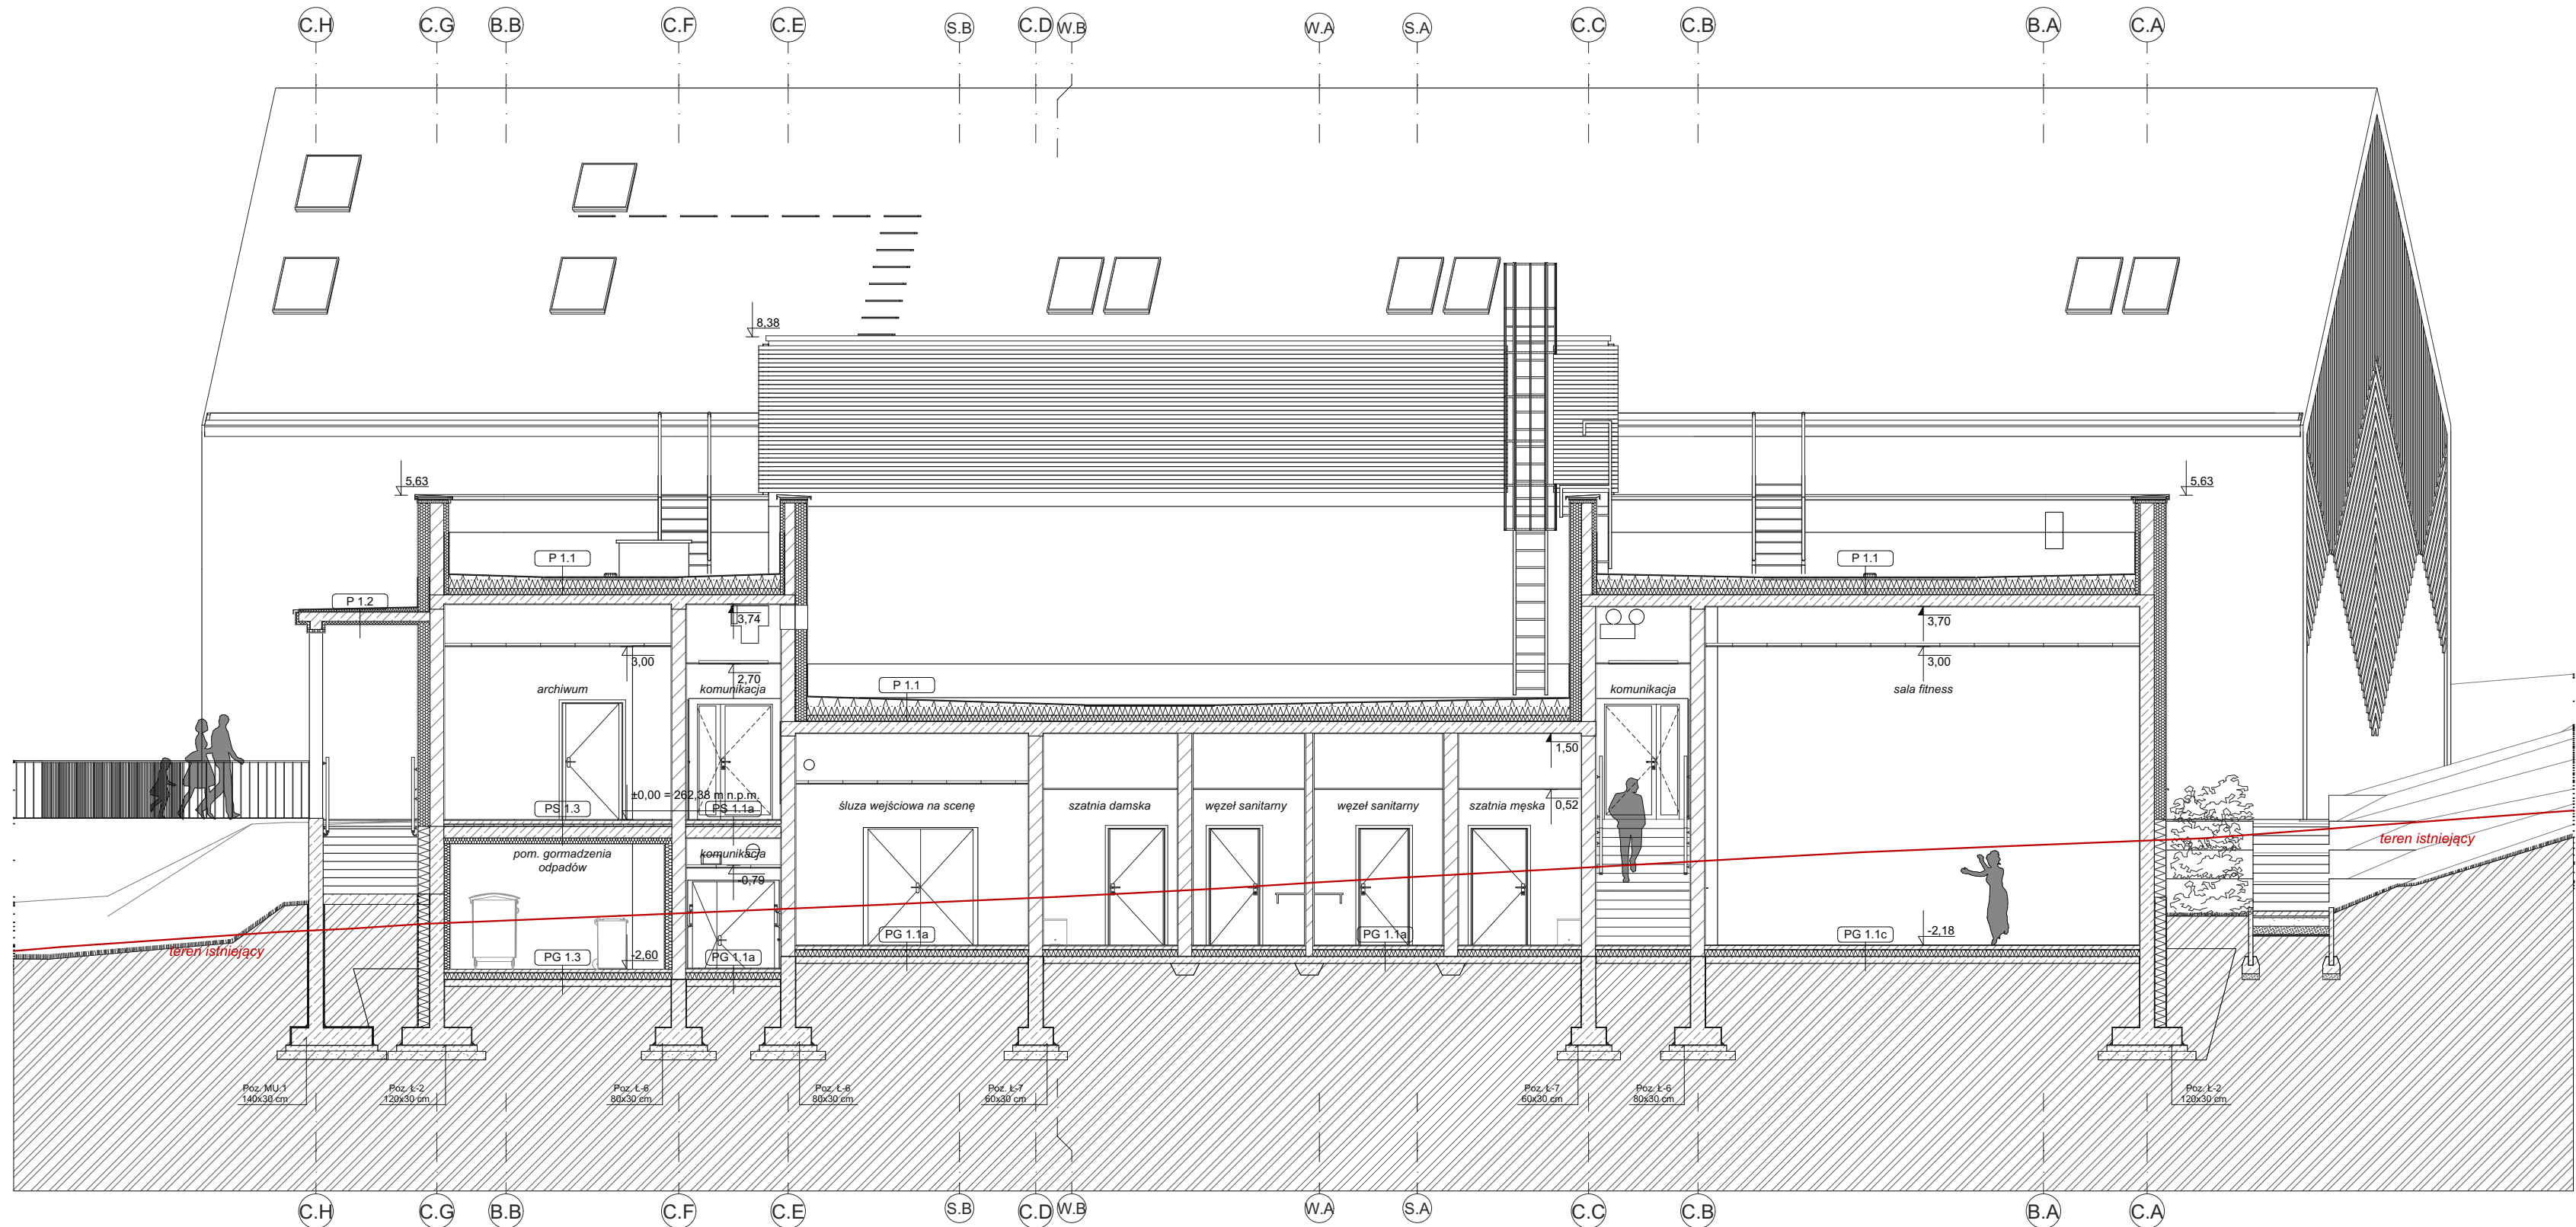 C.H C.G B.B C.F C.E S.B C.D W.B W.A S.A C.C C.B B.A C.A
8,38
5,63
5,63
P 1.1
P 1.1
P 1.2
3,74
3,70
3,00
3,00
2,70
archiwum
komunikacja
P 1.1
komunikacja
sala fitness
1,50
±0,00 = 262,38 m n.p.m.
PS 1.3
PS 1.1a
śluza wejściowa na scenę
szatnia damska
węzeł sanitarny
węzeł sanitarny
szatnia męska
0,52
teren istniejący
pom. gormadzenia
odpadów
komunikacja
-0,79
PG 1.1a
PG 1.1a
PG 1.1c
-2,18
teren istniejący
PG 1.3
-2,60
PG 1.1a
Poz. MU.1
140x30 cm
Poz. Ł-2
120x30 cm
Poz. Ł-6
80x30 cm
Poz. Ł-6
80x30 cm
Poz. Ł-7
60x30 cm
Poz. Ł-7
60x30 cm
Poz. Ł-6
80x30 cm
Poz. Ł-2
120x30 cm
C.H C.G B.B C.F C.E S.B C.D W.B W.A S.A C.C C.B B.A C.A